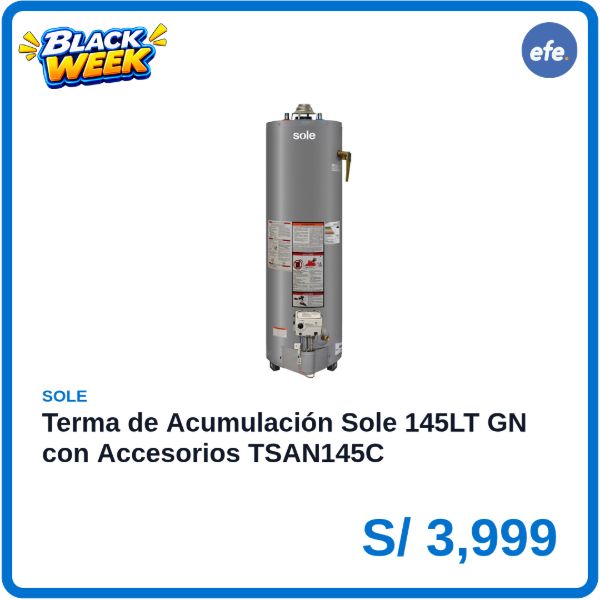 BLACK
WEEK
efe.
sole
SOLE
Terma de Acumulación Sole 145LT GN
con Accesorios TSAN145C
S/ 3,999